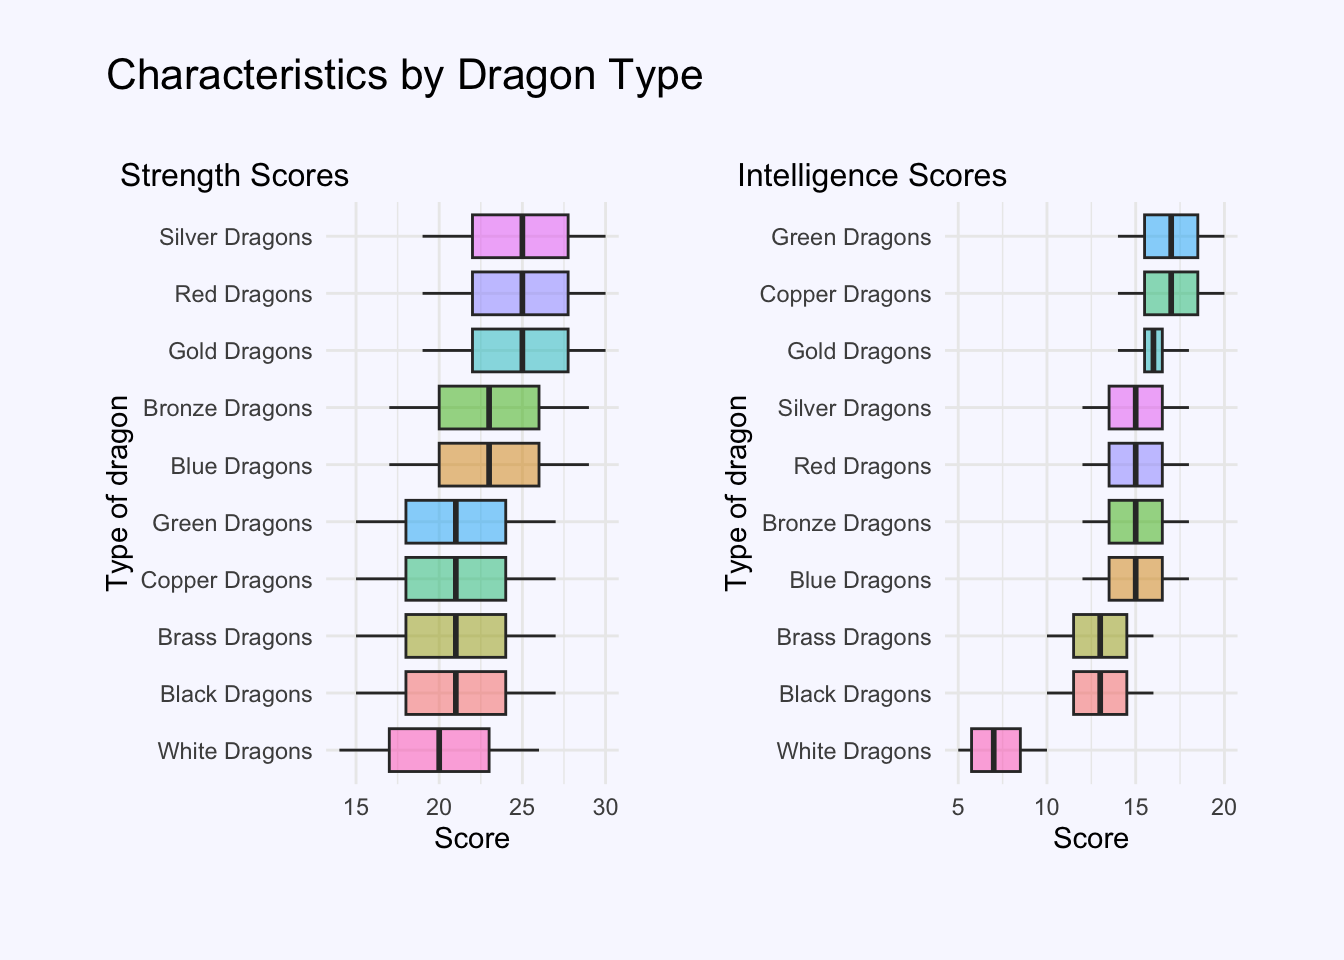 Characteristics by Dragon Type
Strength Scores
Type of dragon
Silver Dragons
Red Dragons
Gold Dragons
Bronze Dragons
Blue Dragons
Green Dragons
Copper Dragons
Brass Dragons
Black Dragons
White Dragons
15 20 25 30
Score
Intelligence Scores
Type of dragon
Green Dragons
Copper Dragons
Gold Dragons
Silver Dragons
Red Dragons
Bronze Dragons
Blue Dragons
Brass Dragons
Black Dragons
White Dragons
5 10 15 20
Score